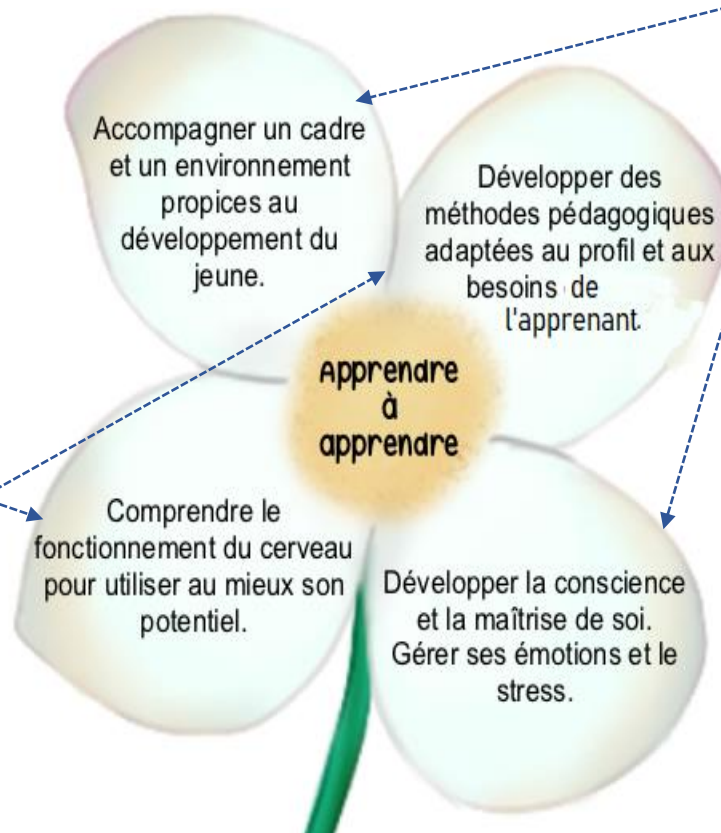 Accompagner un cadre
et un environnement
propices au
développement du
jeune.
Développer des
méthodes pédagogiques
adaptées au profil et aux
besoins de
l'apprenant.
Apprendre
à
apprendre
Comprendre le
fonctionnement du cerveau
pour utiliser au mieux son
potentiel.
Développer la conscience
et la maîtrise de soi.
Gérer ses émotions et le
stress.